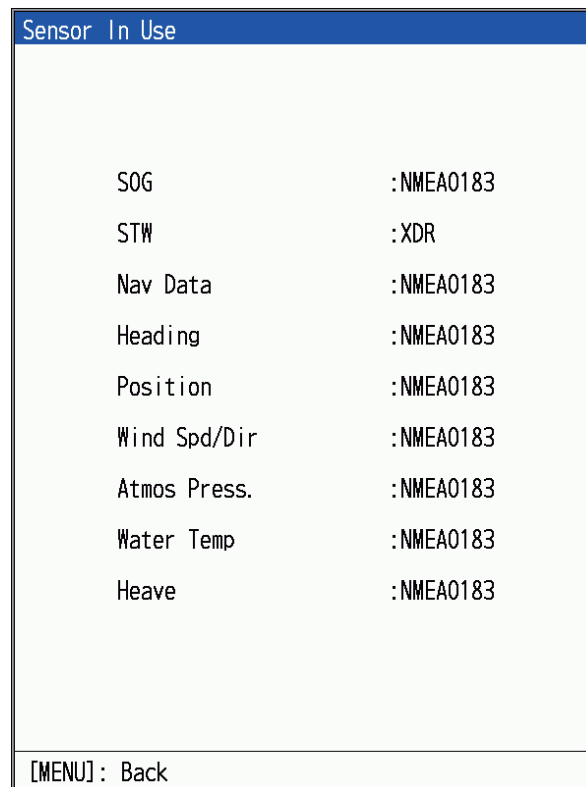 Sensor In Use
SOG :NMEA0183
STW :XDR
Nav Data :NMEA0183
Heading :NMEA0183
Position :NMEA0183
Wind Spd/Dir :NMEA0183
Atmos Press. :NMEA0183
Water Temp :NMEA0183
Heave :NMEA0183
[MENU]: Back